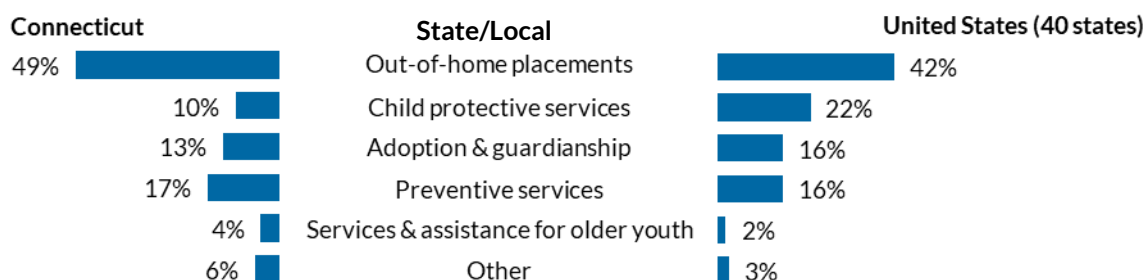 Connecticut State/Local United States (40 states)
49% Out-of-home placements 42%
10% Child protective services 22%
13% Adoption & guardianship 16%
17% Preventive services 16%
4% Services & assistance for older youth 2%
6% Other 3%